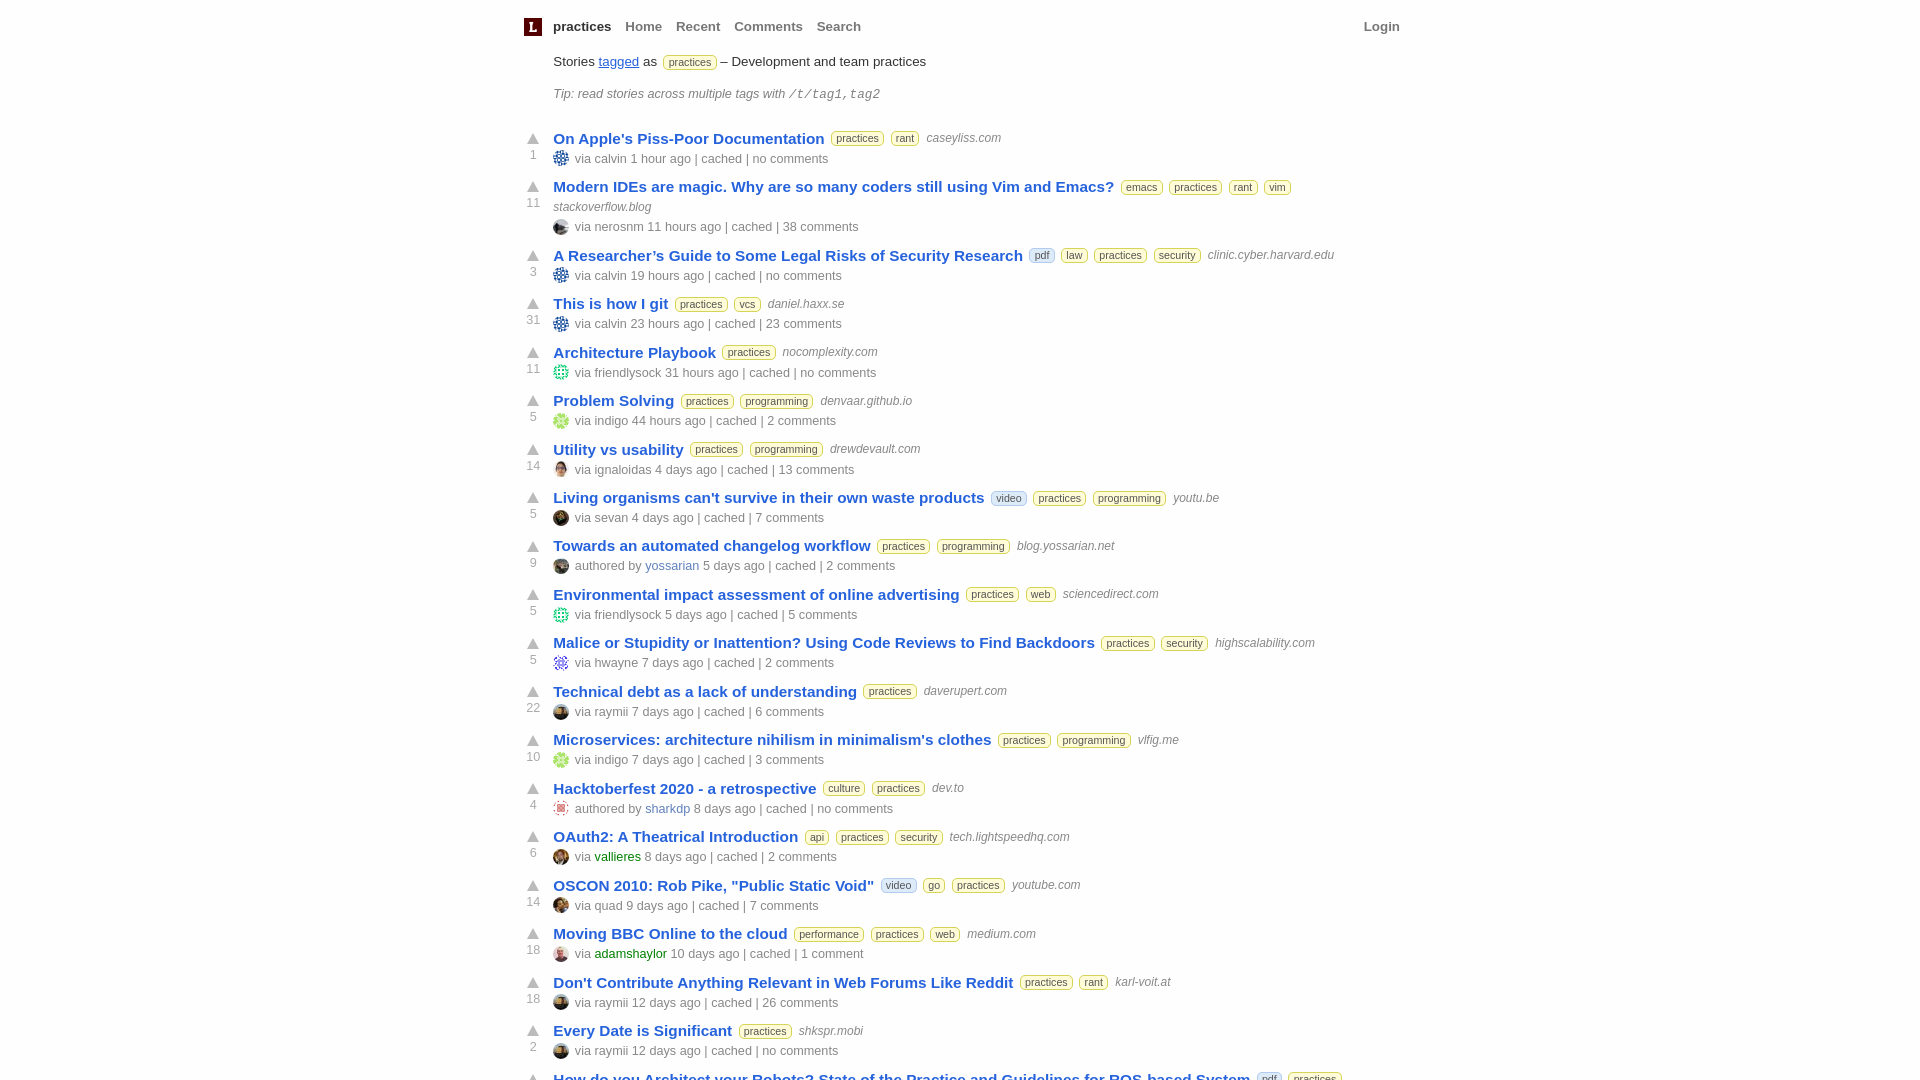 L practices Home Recent Comments Search Login
Stories tagged as practices – Development and team practices
Tip: read stories across multiple tags with /t/tag1,tag2
On Apple's Piss-Poor Documentation practices rant caseyliss.com
1 via calvin 1 hour ago | cached | no comments
Modern IDEs are magic. Why are so many coders still using Vim and Emacs? emacs practices rant vim
11 stackoverflow.blog
via nerosnm 11 hours ago | cached | 38 comments
A Researcher’s Guide to Some Legal Risks of Security Research pdf law practices security clinic.cyber.harvard.edu
3 via calvin 19 hours ago | cached | no comments
This is how I git practices vcs daniel.haxx.se
31 via calvin 23 hours ago | cached | 23 comments
Architecture Playbook practices nocomplexity.com
11 via friendlysock 31 hours ago | cached | no comments
Problem Solving practices programming denvaar.github.io
5 via indigo 44 hours ago | cached | 2 comments
Utility vs usability practices programming drewdevault.com
14 via ignaloidas 4 days ago | cached | 13 comments
Living organisms can't survive in their own waste products video practices programming youtu.be
5 via sevan 4 days ago | cached | 7 comments
Towards an automated changelog workflow practices programming blog.yossarian.net
9 authored by yossarian 5 days ago | cached | 2 comments
Environmental impact assessment of online advertising practices web sciencedirect.com
5 via friendlysock 5 days ago | cached | 5 comments
Malice or Stupidity or Inattention? Using Code Reviews to Find Backdoors practices security highscalability.com
5 via hwayne 7 days ago | cached | 2 comments
Technical debt as a lack of understanding practices daverupert.com
22 via raymii 7 days ago | cached | 6 comments
Microservices: architecture nihilism in minimalism's clothes practices programming vlfig.me
10 via indigo 7 days ago | cached | 3 comments
Hacktoberfest 2020 - a retrospective culture practices dev.to
4 authored by sharkdp 8 days ago | cached | no comments
OAuth2: A Theatrical Introduction api practices security tech.lightspeedhq.com
6 via vallieres 8 days ago | cached | 2 comments
OSCON 2010: Rob Pike, "Public Static Void" video go practices youtube.com
14 via quad 9 days ago | cached | 7 comments
Moving BBC Online to the cloud performance practices web medium.com
18 via adamshaylor 10 days ago | cached | 1 comment
Don't Contribute Anything Relevant in Web Forums Like Reddit practices rant karl-voit.at
18 via raymii 12 days ago | cached | 26 comments
Every Date is Significant practices shkspr.mobi
2 via raymii 12 days ago | cached | no comments
How do you Architect your Robots? State of the Practice and Guidelines for ROS-based System pdf practices